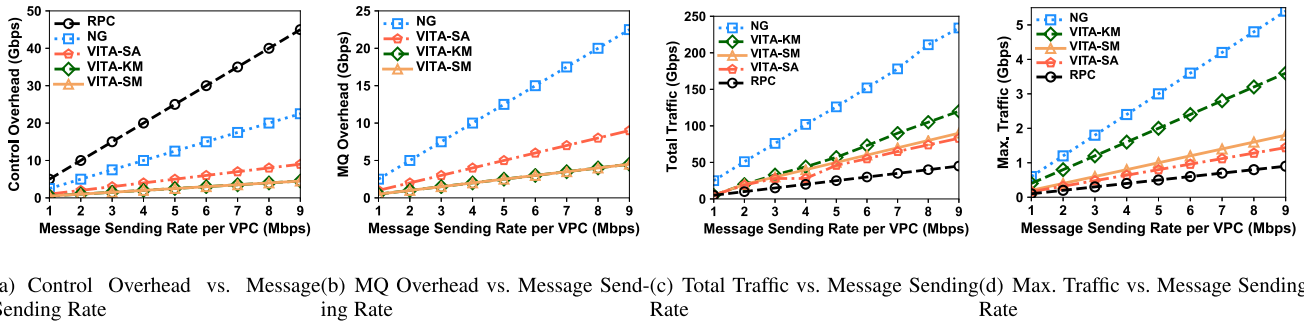 50
40
30
20
10
0
Control Overhead (Gbps)
RPC
NG
VITA-SA
VITA-KM
VITA-SM
1 2 3 4 5 6 7 8 9
Message Sending Rate per VPC (Mbps)
25
20
15
10
5
0
MQ Overhead (Gbps)
NG
VITA-SA
VITA-KM
VITA-SM
1 2 3 4 5 6 7 8 9
Message Sending Rate per VPC (Mbps)
250
200
150
100
50
0
Total Traffic (Gbps)
NG
VITA-KM
VITA-SM
VITA-SA
RPC
1 2 3 4 5 6 7 8 9
Message Sending Rate per VPC (Mbps)
5
4
3
2
1
0
Max. Traffic (Gbps)
NG
VITA-KM
VITA-SM
VITA-SA
RPC
1 2 3 4 5 6 7 8 9
Message Sending Rate per VPC (Mbps)
a) Control Overhead vs. Message
Sending Rate
(b) MQ Overhead vs. Message Send-
ing Rate
(c) Total Traffic vs. Message Sending
Rate
(d) Max. Traffic vs. Message Sending
Rate